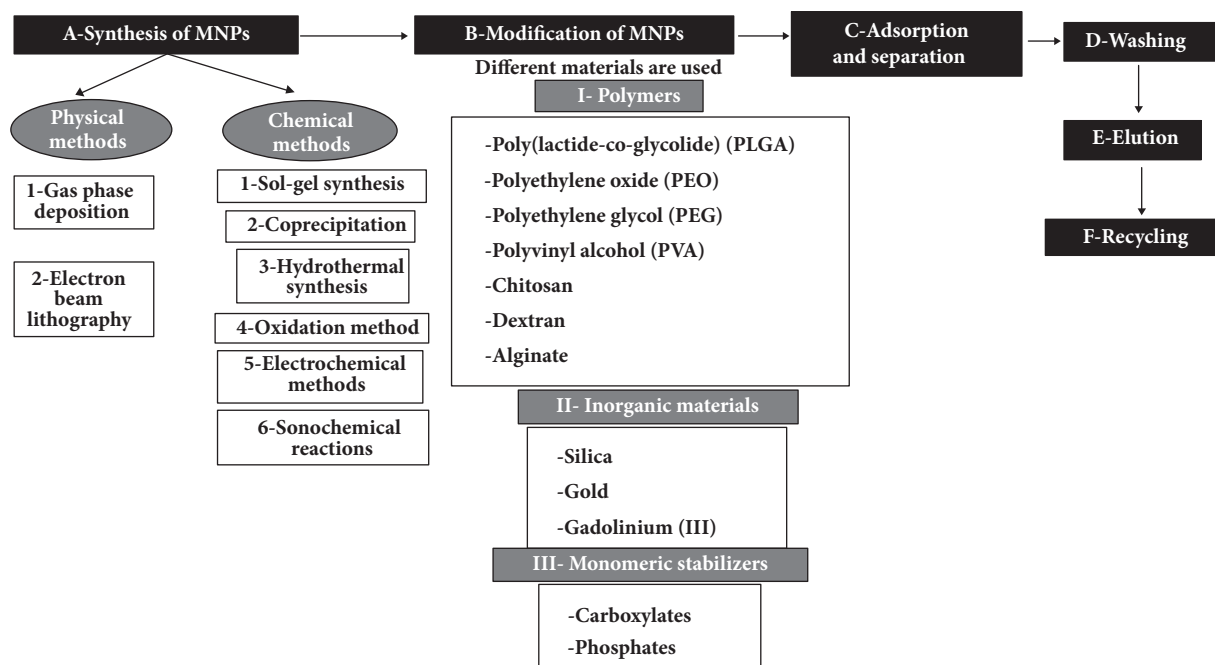 A-Synthesis of MNPs
B-Modification of MNPs
C-Adsorption
and separation
D-Washing
E-Elution
F-Recycling
Physical
methods
1-Gas phase
deposition
2-Electron
beam
lithography
Chemical
methods
1-Sol-gel synthesis
2-Coprecipitation
3-Hydrothermal
synthesis
4-Oxidation method
5-Electrochemical
methods
6-Sonochemical
reactions
Different materials are used
I- Polymers
-Poly(lactide-co-glycolide) (PLGA)
-Polyethylene oxide (PEO)
-Polyethylene glycol (PEG)
-Polyvinyl alcohol (PVA)
-Chitosan
-Dextran
-Alginate
II- Inorganic materials
-Silica
-Gold
-Gadolinium (III)
III- Monomeric stabilizers
-Carboxylates
-Phosphates